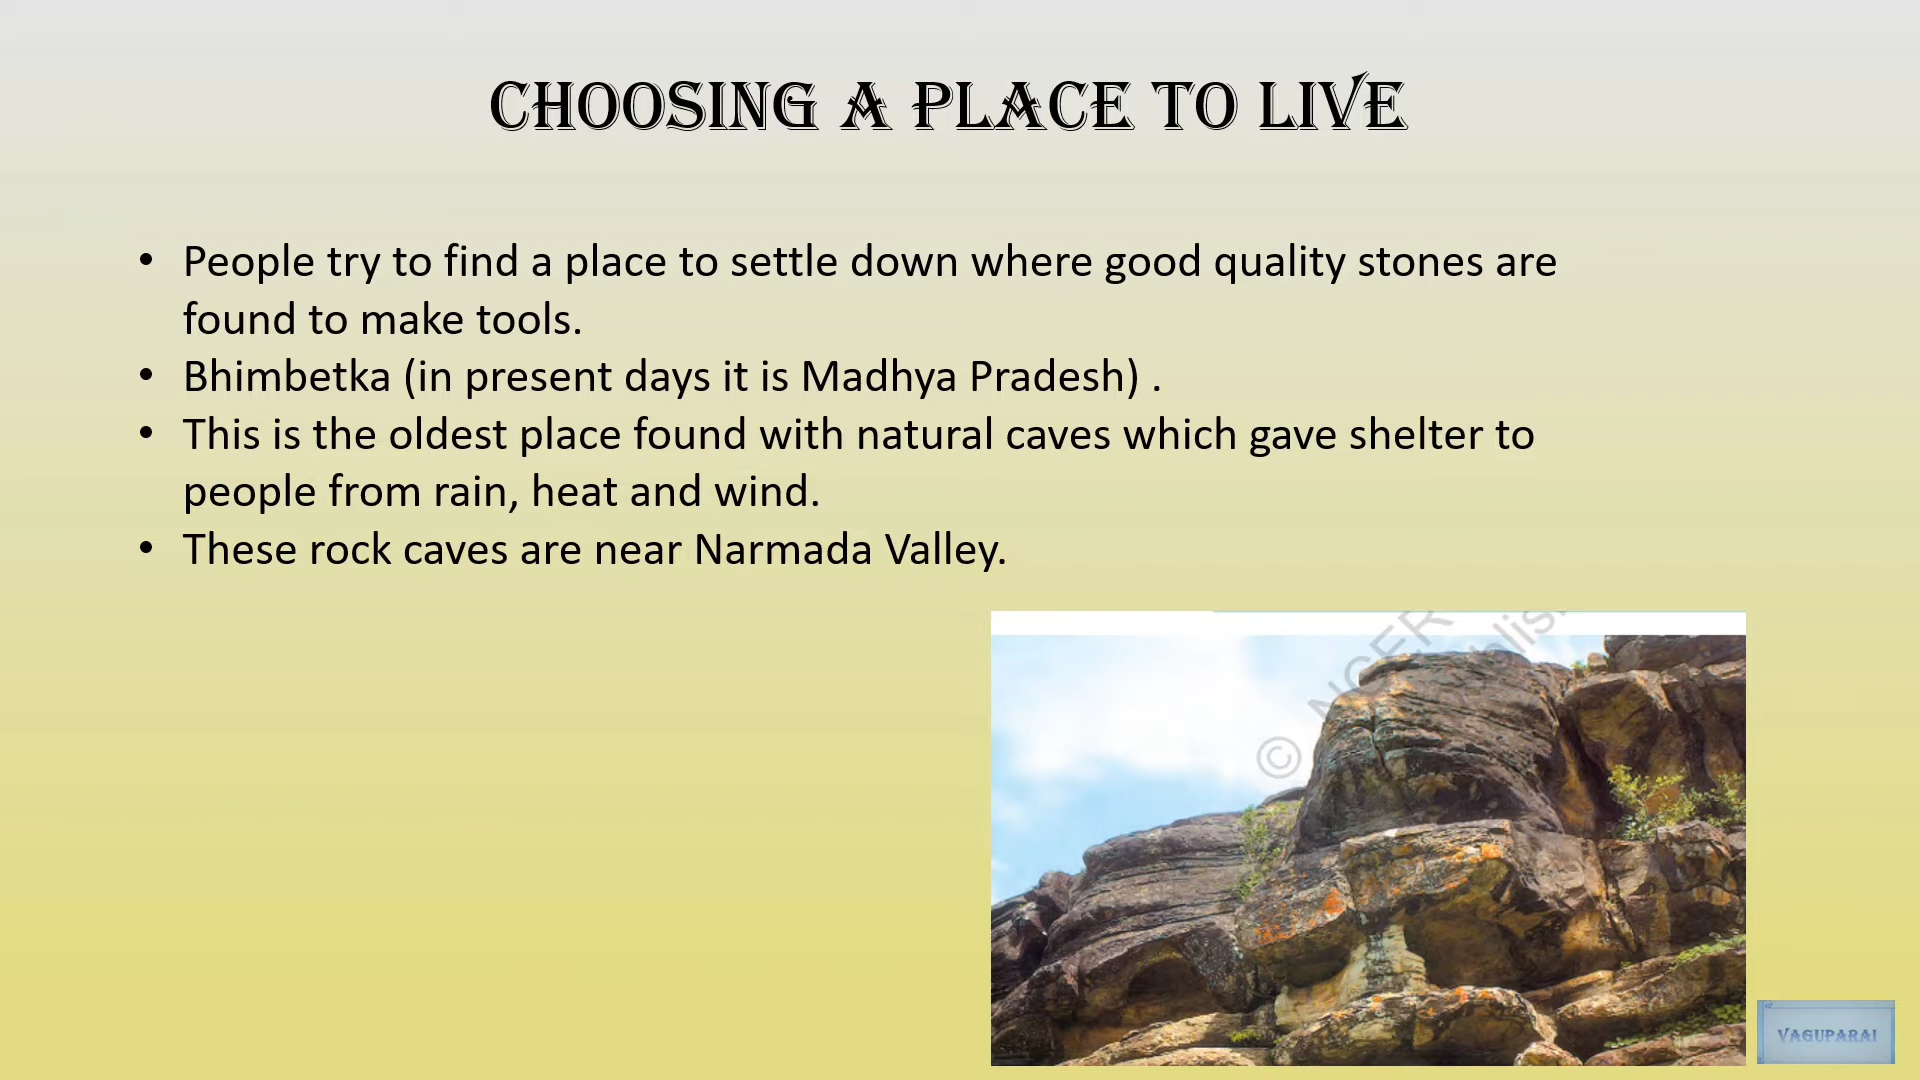 CHOOSING A PLACE TO LIVE
• People try to find a place to settle down where good quality stones are
found to make tools.
• Bhimbetka (in present days it is Madhya Pradesh) .
• This is the oldest place found with natural caves which gave shelter to
people from rain, heat and wind.
• These rock caves are near Narmada Valley.
© NCER
VAGUPARAI